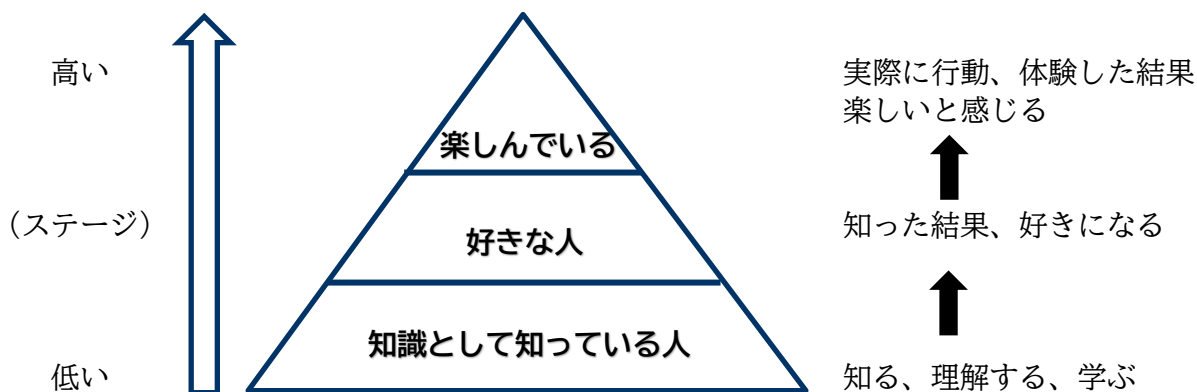 高い
実際に行動、体験した結果
楽しいと感じる
楽しんでいる
（ステージ）
好きな人
知った結果、好きになる
知識として知っている人
低い
知る、理解する、学ぶ